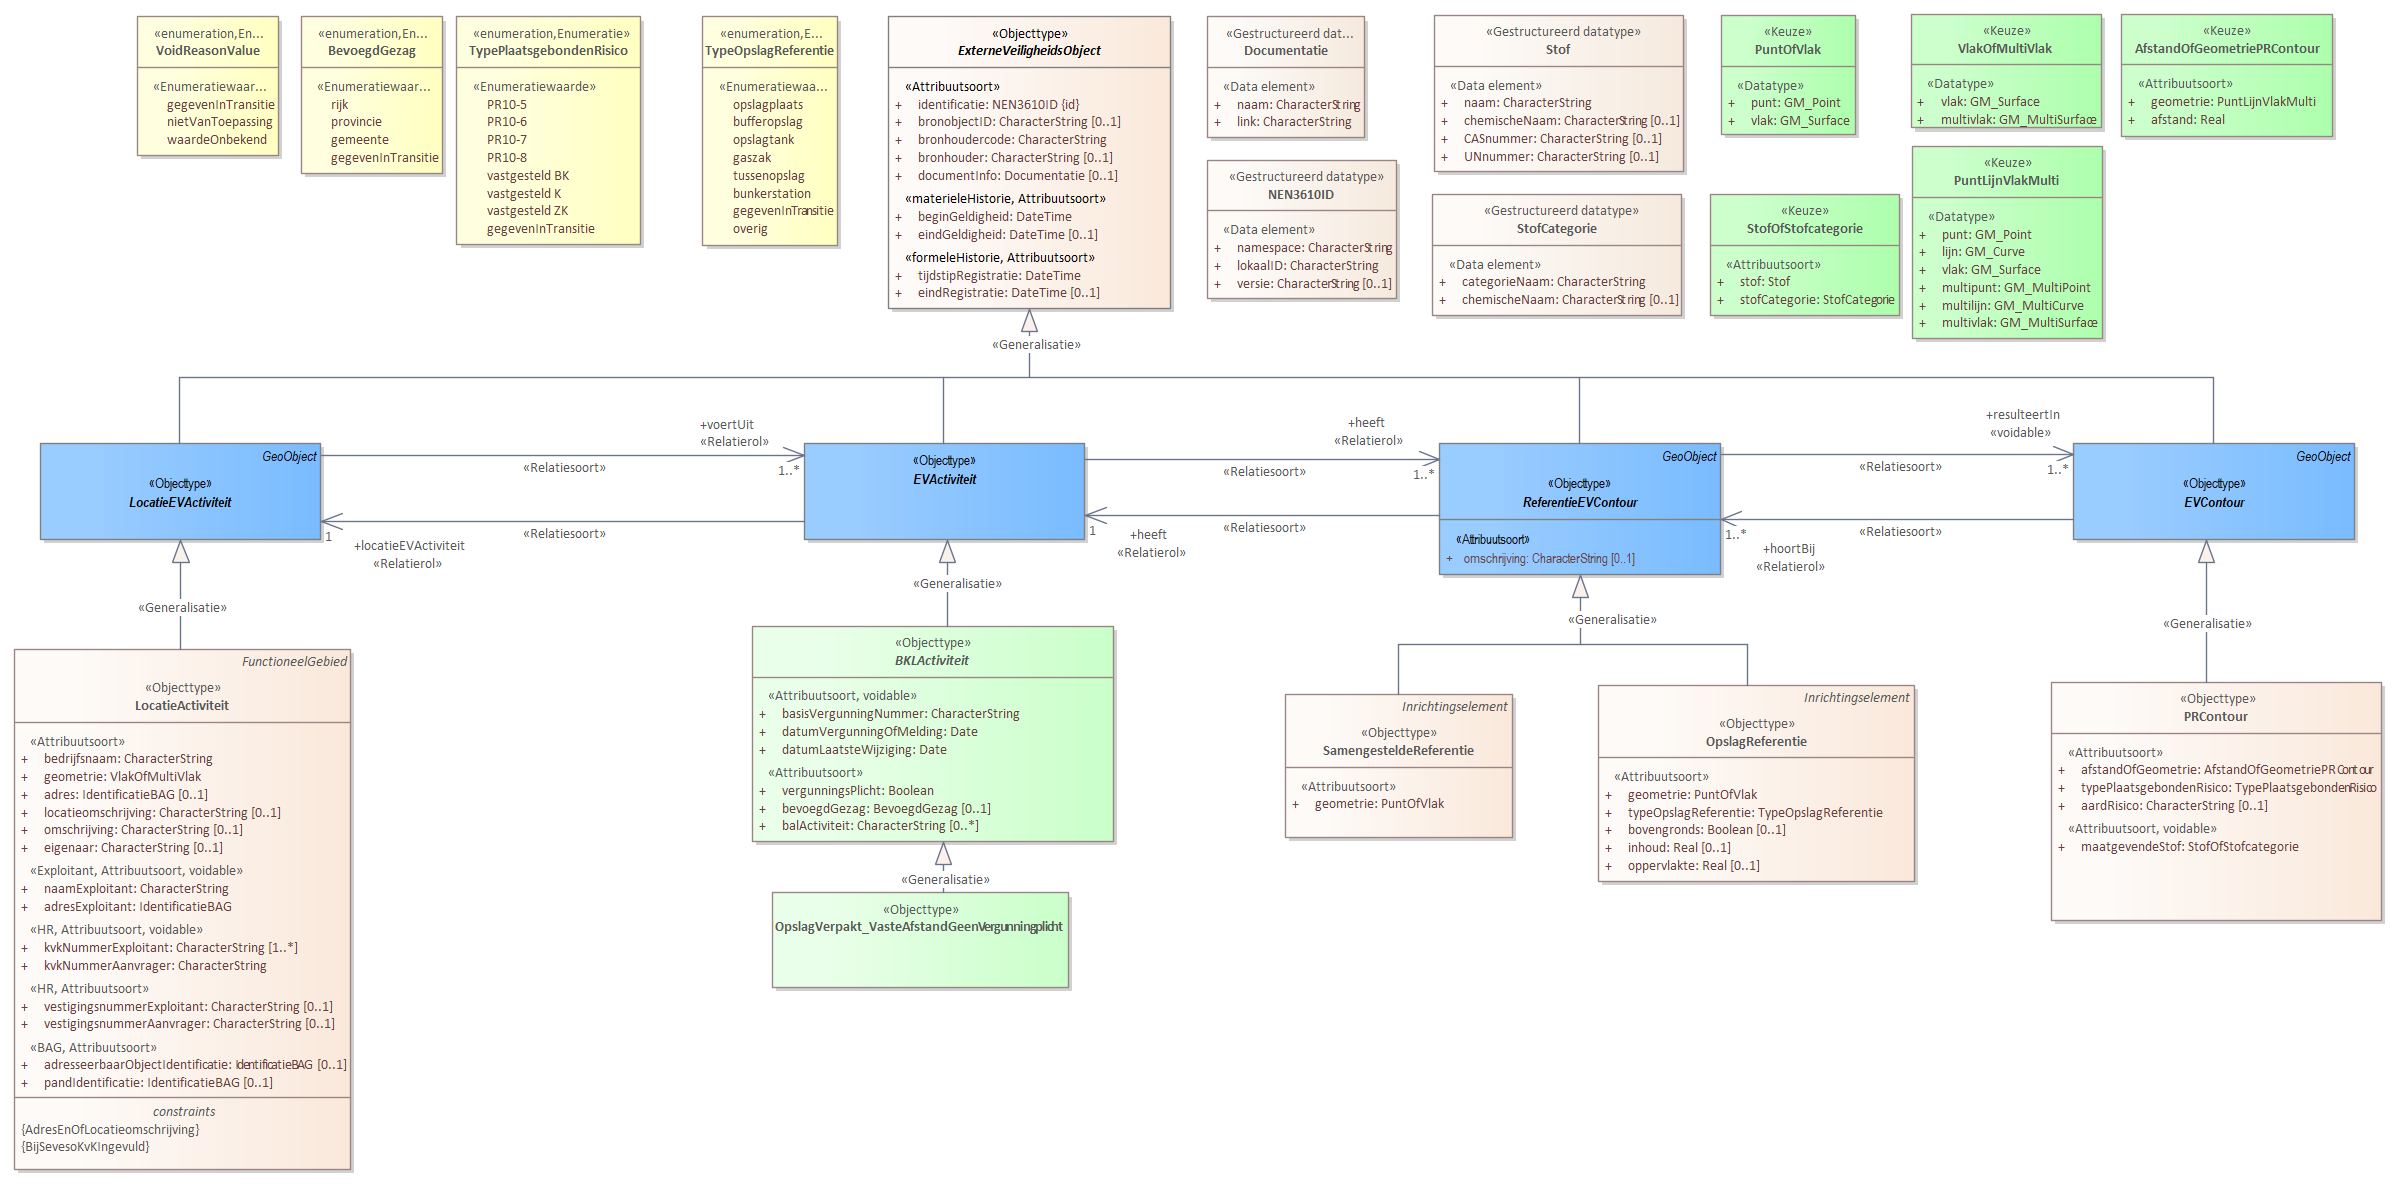 «enumeration,En...
VoidReasonValue
«Enumeratiewaar...
gegevenInTransitie
nietVanToepassing
waardeOnbekend
«enumeration,En...
BevoegdGezag
«Enumeratiewaar...
rijk
provincie
gemeente
gegevenInTransitie
«enumeration,Enumeratie»
TypePlaatsgebondenRisico
«Enumeratiewaarde»
PR10-5
PR10-6
PR10-7
PR10-8
vastgesteld BK
vastgesteld K
vastgesteld ZK
gegevenInTransitie
«enumeration,E...
TypeOpslagReferentie
«Enumeratiewaa...
opslagplaats
bufferopslag
opslagtank
gaszak
tussenopslag
bunkerstation
gegevenInTransitie
overig
«Objecttype»
ExterneVeiligheidsObject
«Attribuutsoort»
+ identificatie: NEN3610ID {id}
+ bronobjectID: CharacterString [0..1]
+ bronhoudercode: CharacterString
+ bronhouder: CharacterString [0..1]
+ documentInfo: Documentatie [0..1]
«materieleHistorie, Attribuutsoort»
+ beginGeldigheid: DateTime
+ eindGeldigheid: DateTime [0..1]
«formeleHistorie, Attribuutsoort»
+ tijdstipRegistratie: DateTime
+ eindRegistratie: DateTime [0..1]
«Gestructureerd dat...
Documentatie
«Data element»
+ naam: CharacterString
+ link: CharacterString
«Gestructureerd datatype»
NEN3610ID
«Data element»
+ namespace: CharacterString
+ lokaalID: CharacterString
+ versie: CharacterString [0..1]
«Gestructureerd datatype»
Stof
«Data element»
+ naam: CharacterString
+ chemischeNaam: CharacterString [0..1]
+ CASnummer: CharacterString [0..1]
+ UNnummer: CharacterString [0..1]
«Gestructureerd datatype»
StofCategorie
«Data element»
+ categorieNaam: CharacterString
+ chemischeNaam: CharacterString [0..1]
«Keuze»
PuntOfVlak
«Datatype»
+ punt: GM_Point
+ vlak: GM_Surface
«Keuze»
StofOfStofcategorie
«Attribuutsoort»
+ stof: Stof
+ stofCategorie: StofCategorie
«Keuze»
VlakOfMultiVlak
«Datatype»
+ vlak: GM_Surface
+ multivlak: GM_MultiSurface
«Keuze»
PuntLijnVlakMulti
«Datatype»
+ punt: GM_Point
+ lijn: GM_Curve
+ vlak: GM_Surface
+ multipunt: GM_MultiPoint
+ multilijn: GM_MultiCurve
+ multivlak: GM_MultiSurface
«Keuze»
AfstandOfGeometriePRContour
«Attribuutsoort»
+ geometrie: PuntLijnVlakMulti
+ afstand: Real
«Generalisatie»
GeoObject
«Objecttype»
LocatieEVActiviteit
+voertUit
«Relatierol»
1..*
«Relatiesoort»
«Relatiesoort»
1
+locatieEVActiviteit
«Relatierol»
«Objecttype»
EVActiviteit
+heeft
«Relatierol»
1..*
«Relatiesoort»
«Relatiesoort»
1
+heeft
«Relatierol»
GeoObject
«Objecttype»
ReferentieEVContour
«Attribuutsoort»
+ omschrijving: CharacterString [0..1]
+resulteertIn
«voidable»
1..*
«Relatiesoort»
«Relatiesoort»
1..*
+hoortBij
«Relatierol»
GeoObject
«Objecttype»
EVContour
«Generalisatie»
«Generalisatie»
«Generalisatie»
«Generalisatie»
FunctioneelGebied
«Objecttype»
LocatieActiviteit
«Attribuutsoort»
+ bedrijfsnaam: CharacterString
+ geometrie: VlakOfMultiVlak
+ adres: IdentificatieBAG [0..1]
+ locatieomschrijving: CharacterString [0..1]
+ omschrijving: CharacterString [0..1]
+ eigenaar: CharacterString [0..1]
«Exploitant, Attribuutsoort, voidable»
+ naamExploitant: CharacterString
+ adresExploitant: IdentificatieBAG
«HR, Attribuutsoort, voidable»
+ kvkNummerExploitant: CharacterString [1..*]
+ kvkNummerAanvrager: CharacterString
«HR, Attribuutsoort»
+ vestigingsnummerExploitant: CharacterString [0..1]
+ vestigingsnummerAanvrager: CharacterString [0..1]
«BAG, Attribuutsoort»
+ adresseerbaarObjectIdentificatie: IdentificatieBAG [0..1]
+ pandIdentificatie: IdentificatieBAG [0..1]
constraints
{AdresEnOfLocatieomschrijving}
{BijSevesoKvKIngevuld}
«Objecttype»
BKLActiviteit
«Attribuutsoort, voidable»
+ basisVergunningNummer: CharacterString
+ datumVergunningOfMelding: Date
+ datumLaatsteWijziging: Date
«Attribuutsoort»
+ vergunningsPlicht: Boolean
+ bevoegdGezag: BevoegdGezag [0..1]
+ balActiviteit: CharacterString [0..*]
«Generalisatie»
«Objecttype»
OpslagVerpakt_VasteAfstandGeenVergunningplicht
Inrichtingselement
«Objecttype»
SamengesteldeReferentie
«Attribuutsoort»
+ geometrie: PuntOfVlak
Inrichtingselement
«Objecttype»
OpslagReferentie
«Attribuutsoort»
+ geometrie: PuntOfVlak
+ typeOpslagReferentie: TypeOpslagReferentie
+ bovengronds: Boolean [0..1]
+ inhoud: Real [0..1]
+ oppervlakte: Real [0..1]
«Objecttype»
PRContour
«Attribuutsoort»
+ afstandOfGeometrie: AfstandOfGeometriePRContour
+ typePlaatsgebondenRisico: TypePlaatsgebondenRisico
+ aardRisico: CharacterString [0..1]
«Attribuutsoort, voidable»
+ maatgevendeStof: StofOfStofcategorie